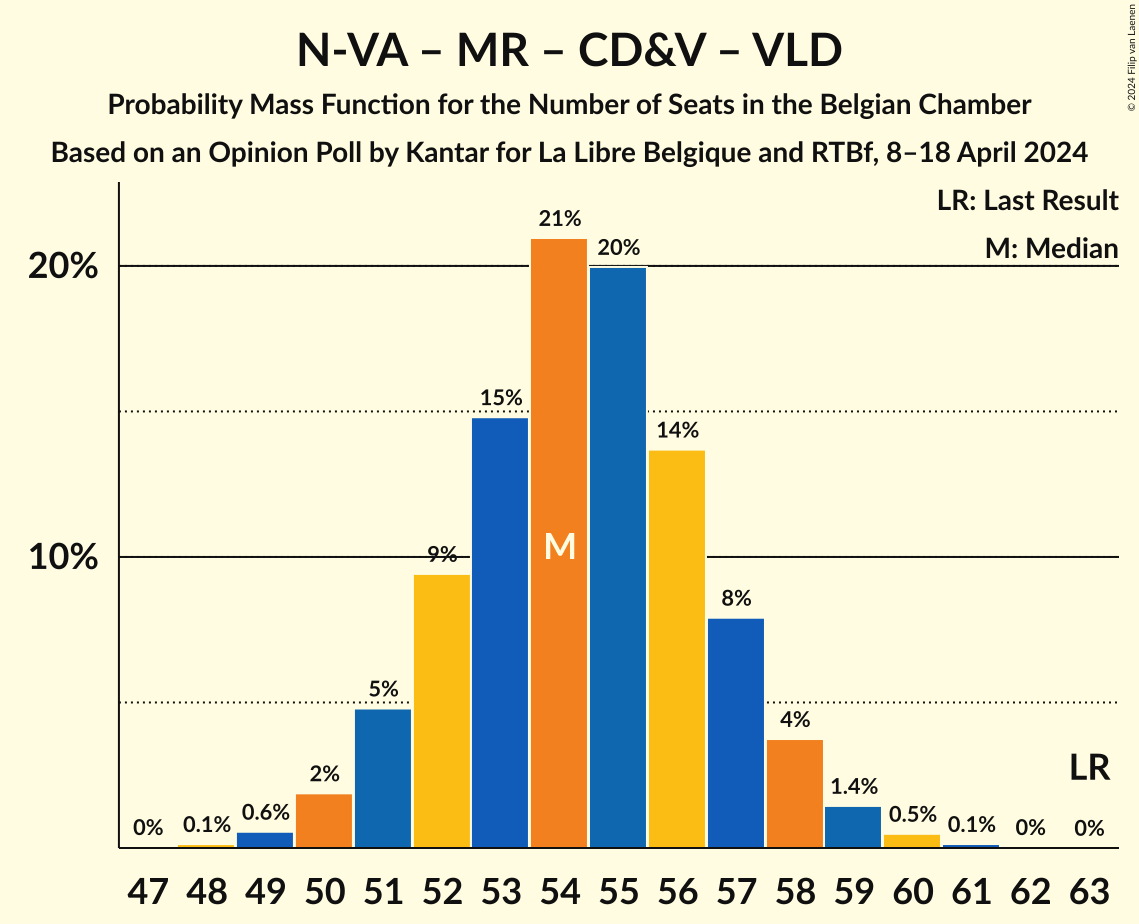 N-VA – MR – CD&V – VLD
Probability Mass Function for the Number of Seats in the Belgian Chamber
Based on an Opinion Poll by Kantar for La Libre Belgique and RTBf, 8–18 April 2024
© 2024 Filip van Laenen
LR: Last Result
M: Median
20%
10%
0% 0.1% 0.6% 2% 5% 9% 15% 21% 20% 14% 8% 4% 1.4% 0.5% 0.1% 0% 0%
M
LR
47 48 49 50 51 52 53 54 55 56 57 58 59 60 61 62 63